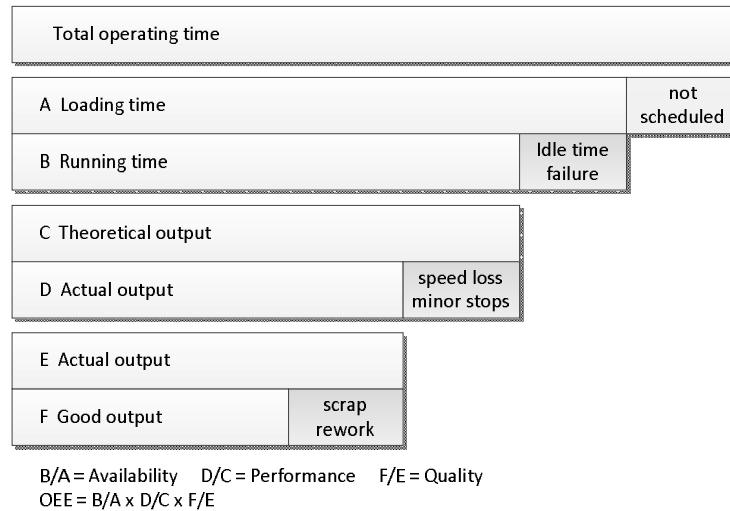 Total operating time
A Loading time
not
scheduled
B Running time
Idle time
failure
C Theoretical output
D Actual output
speed loss
minor stops
E Actual output
F Good output
scrap
rework
B/A = Availability D/C = Performance F/E = Quality
OEE = B/A x D/C x F/E